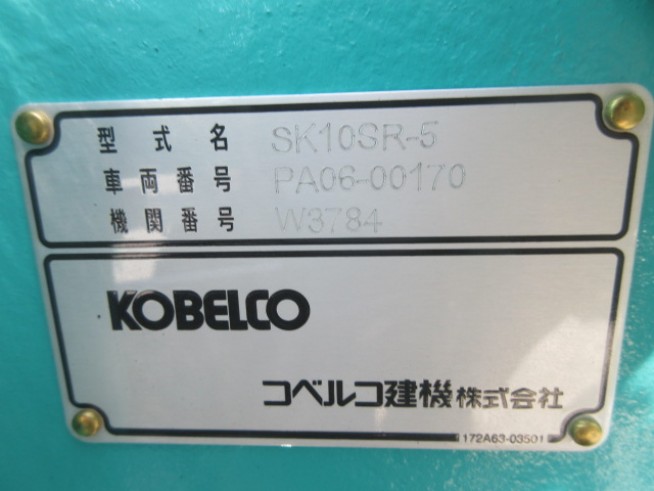 型式名 SK10SR-5
車両番号 PA06-00170
機関番号 W3784
KOBELCO
コベルコ建機株式会社
172A63-03501